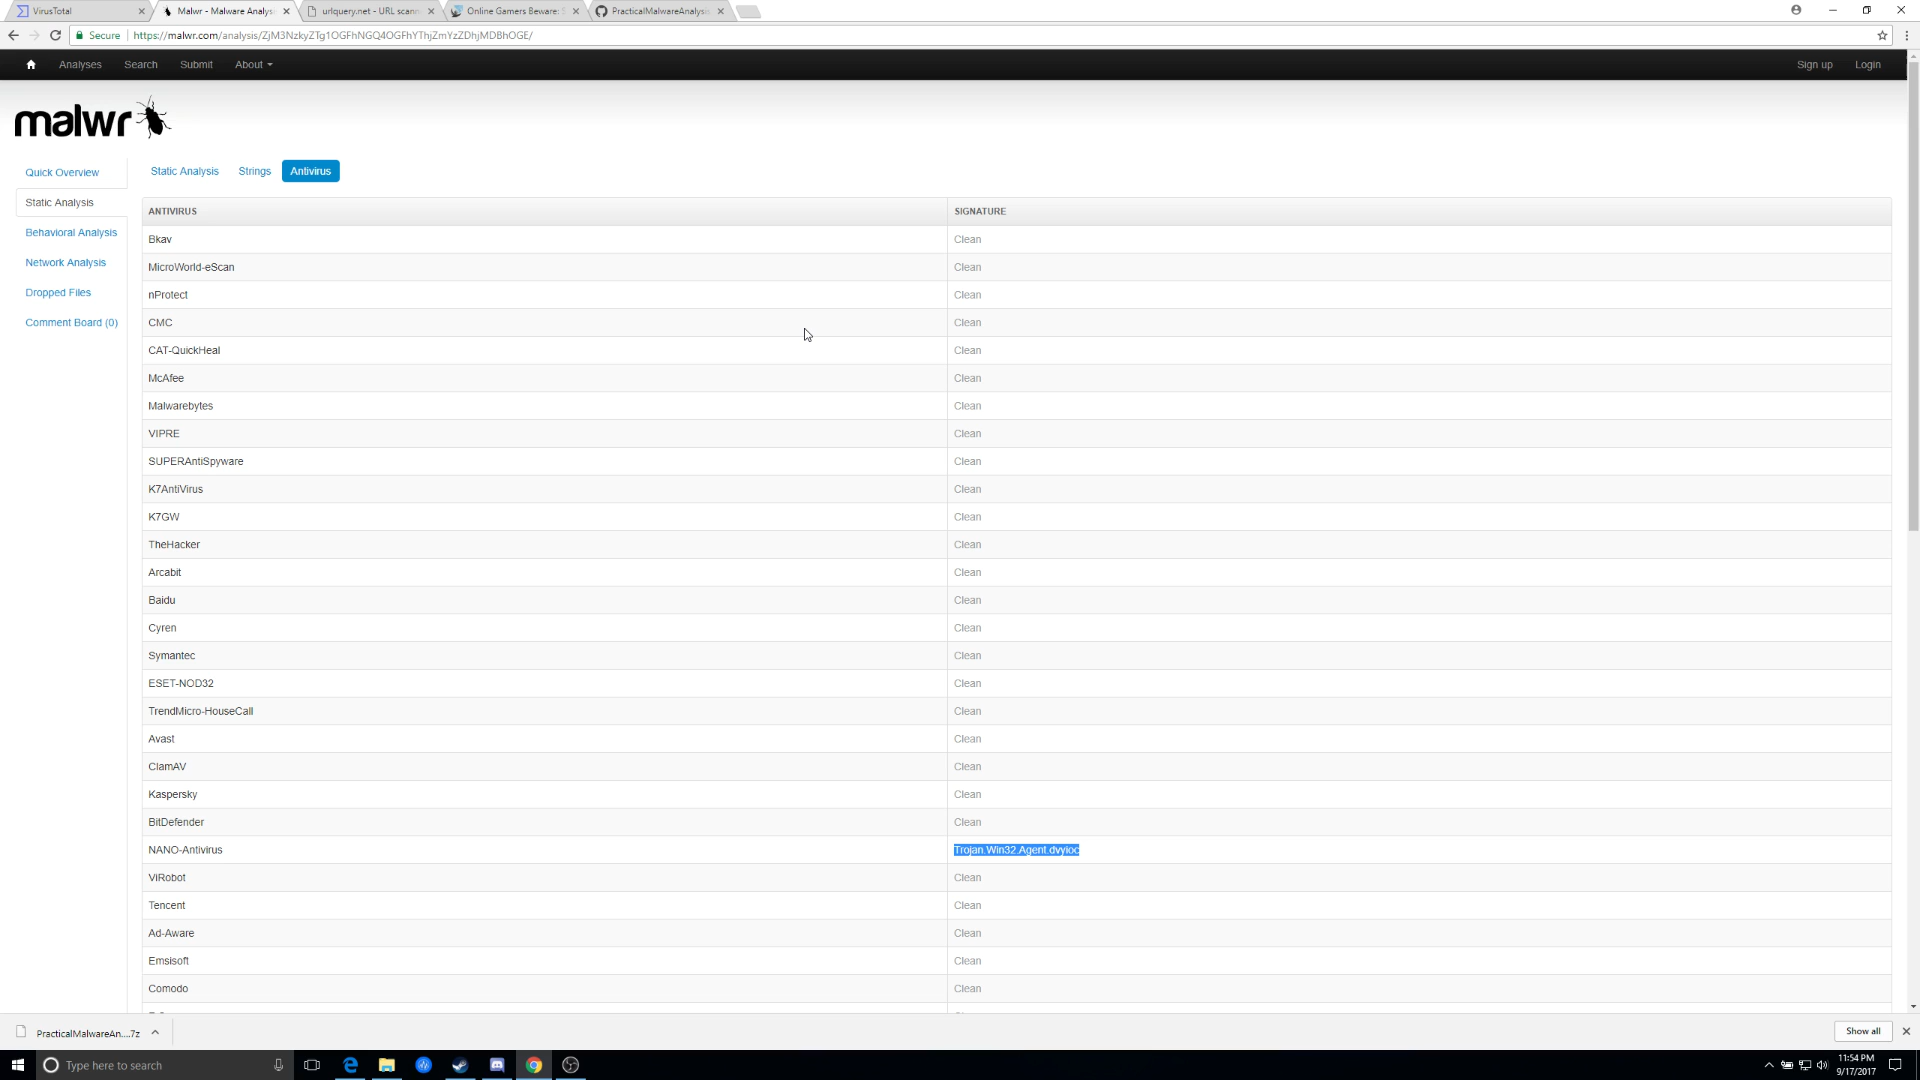 VirusTotal
Malwr - Malware Analys
urlquery.net - URL scann
Online Gamers Beware: S
PracticalMalwareAnalysis
Secure
https://malwr.com/analysis/ZjM3NzkyZTg1OGFhNGQ4OGFhYThjZmYzZDhjMDBhOGE/
Analyses
Search
Submit
About
Sign up
Login
malwr
Quick Overview
Static Analysis
Behavioral Analysis
Network Analysis
Dropped Files
Comment Board (0)
Static Analysis
Strings
Antivirus
ANTIVIRUS SIGNATURE
Bkav Clean
MicroWorld-eScan Clean
nProtect Clean
CMC Clean
CAT-QuickHeal Clean
McAfee Clean
Malwarebytes Clean
VIPRE Clean
SUPERAntiSpyware Clean
K7AntiVirus Clean
K7GW Clean
TheHacker Clean
Arcabit Clean
Baidu Clean
Cyren Clean
Symantec Clean
ESET-NOD32 Clean
TrendMicro-HouseCall Clean
Avast Clean
ClamAV Clean
Kaspersky Clean
BitDefender Clean
NANO-Antivirus Trojan.Win32.Agent.dvyioc
ViRobot Clean
Tencent Clean
Ad-Aware Clean
Emsisoft Clean
Comodo Clean
PracticalMalwareAn....7z
Show all
Type here to search
11:54 PM
9/17/2017